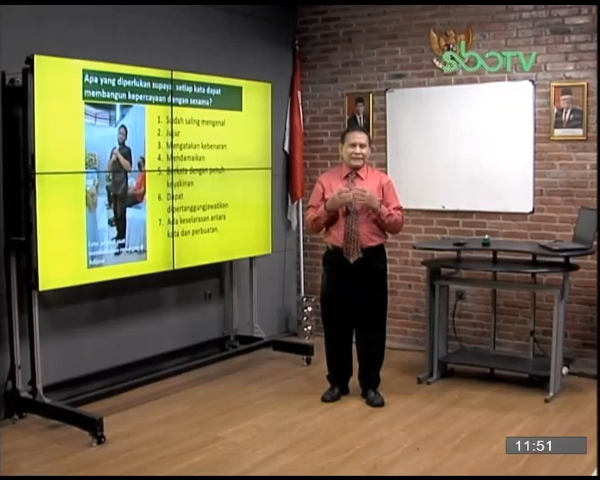 Apa yang diperlukan supaya setiap kata dapat
membangun kepercayaan dengan sesama?
1. Sudah saling mengenal
2. Jujur
3. Mengatakan kebenaran
4. Mendamaikan
5. Berkata dengan penuh
keyakinan
6. Dapat
dipertanggungjawabkan
7. Ada keselarasan antara
kata dan perbuatan.
sbOTV
11:51